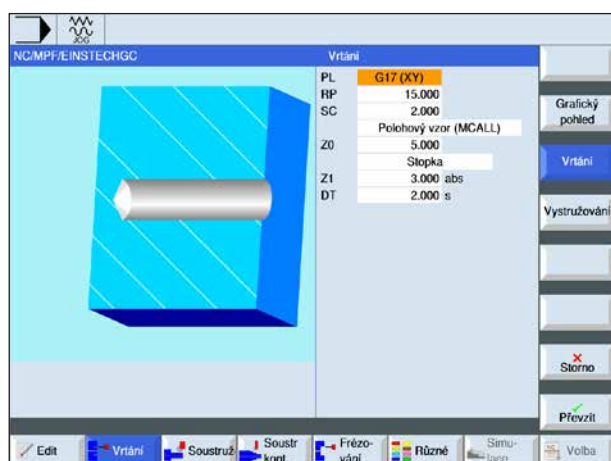 JOG
NC/MPF/EINSTECHGC
Vrtání
PL G17 (XY)
RP 15.000
SC 2.000
Polohový vzor (MCALL)
Z0 5.000
Stopka
Z1 3.000 abs
DT 2.000 s
Grafický
pohled
Vrtání
Vystružování
Storno
Převzít
Edit
Vrtání
Soustruž
Soustr
kont
Frézo-
vání
Různé
Simu-
lace
Volba